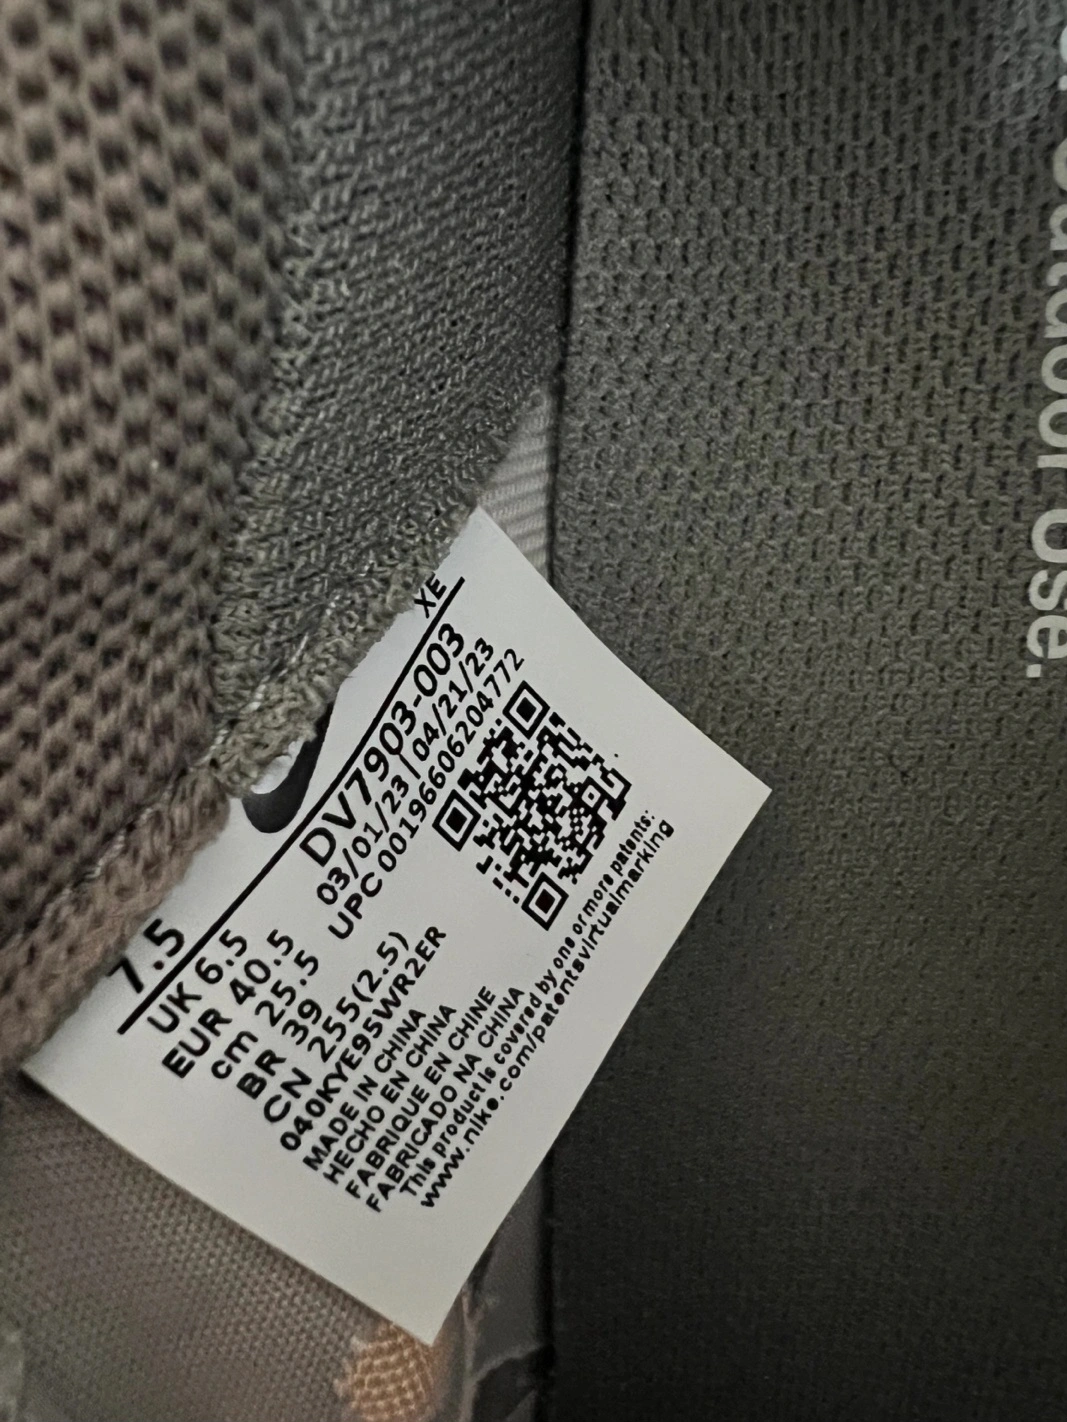 XE
7.5
UK 6.5
EUR 40.5
cm 25.5
BR 39
CN 255(2.5)
DV7903-003
03/01/23|04/21/23
UPC 00196606204772
040KYE95WR2ER
MADE IN CHINA
HECHO EN CHINA
FABRIQUE EN CHINE
FABRICADO NA CHINA
This product is covered by one or more patents:
www.nike.com/patentsvirtualmarking
Outdoor Use.